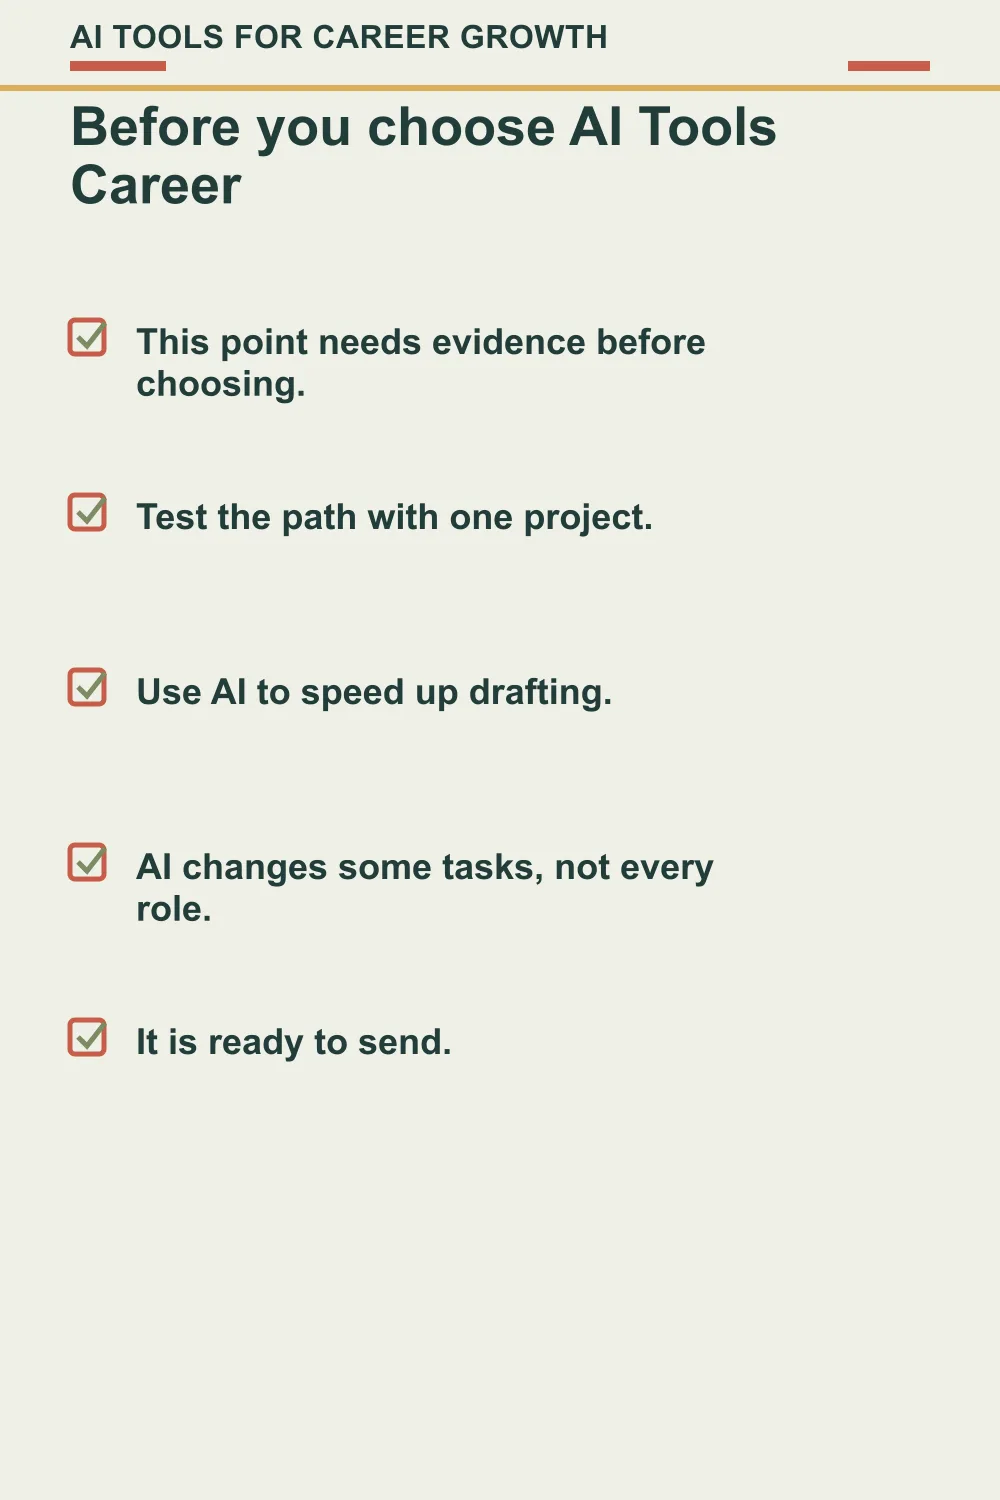 AI TOOLS FOR CAREER GROWTH
Before you choose AI Tools
Career
This point needs evidence before
choosing.
Test the path with one project.
Use AI to speed up drafting.
AI changes some tasks, not every
role.
It is ready to send.